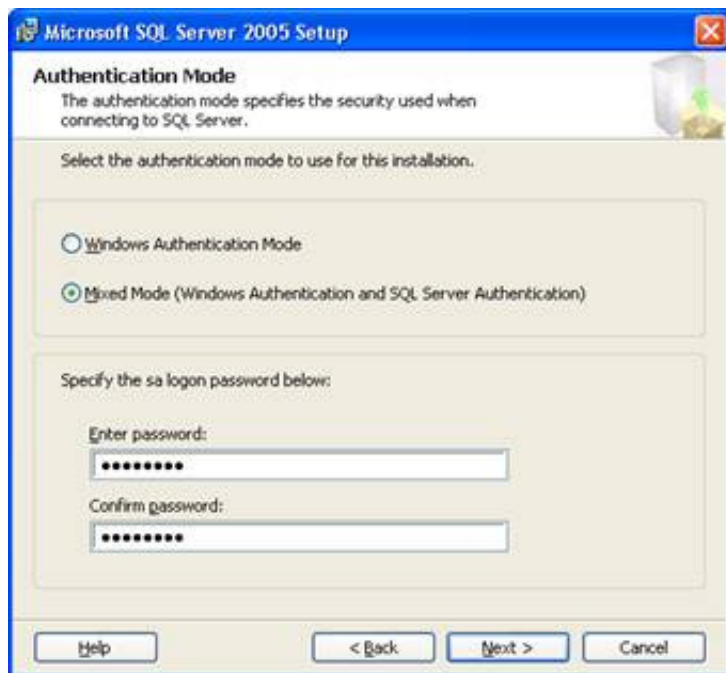 Microsoft SQL Server 2005 Setup
Authentication Mode
The authentication mode specifies the security used when
connecting to SQL Server.
Select the authentication mode to use for this installation.
Windows Authentication Mode
Mixed Mode (Windows Authentication and SQL Server Authentication)
Specify the sa logon password below:
Enter password:
••••••••
Confirm password:
••••••••
Help < Back Next > Cancel